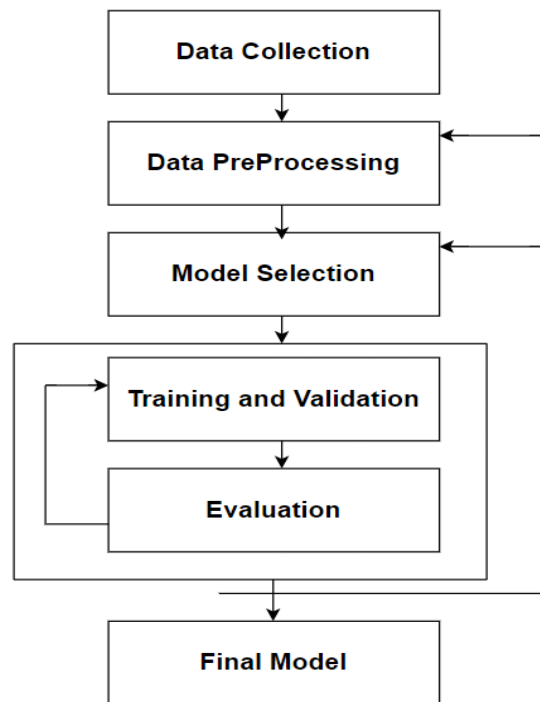 Data Collection
Data PreProcessing
Model Selection
Training and Validation
Evaluation
Final Model